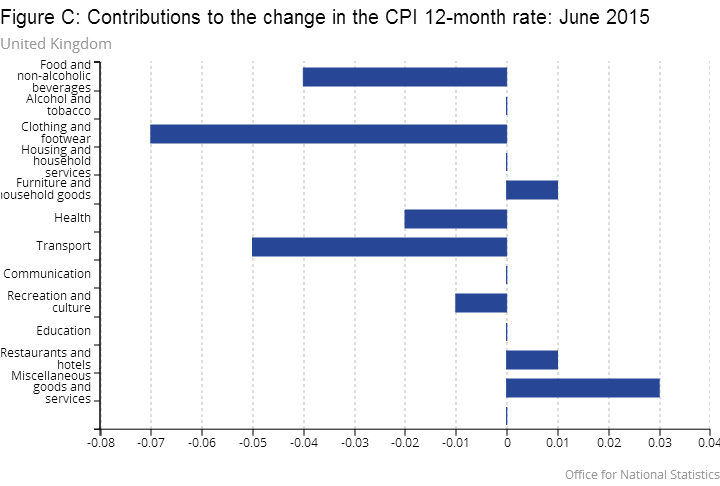 Figure C: Contributions to the change in the CPI 12-month rate: June 2015
United Kingdom
Food and
non-alcoholic
beverages
Alcohol and
tobacco
Clothing and
footwear
Housing and
household
services
Furniture and
ousehold goods
Health
Transport
Communication
Recreation and
culture
Education
Restaurants and
hotels
Miscellaneous
goods and
services
-0.08 -0.07 -0.06 -0.05 -0.04 -0.03 -0.02 -0.01 0 0.01 0.02 0.03 0.04
Office for National Statistics